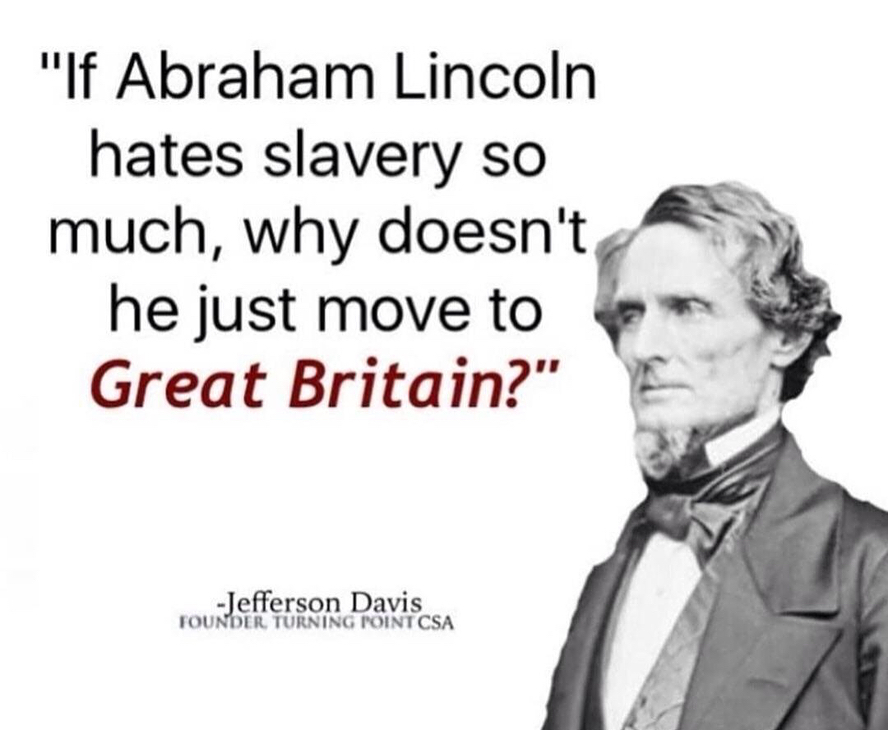 "If Abraham Lincoln
hates slavery so
much, why doesn't
he just move to
Great Britain?"
-Jefferson Davis
FOUNDER, TURNING POINT CSA